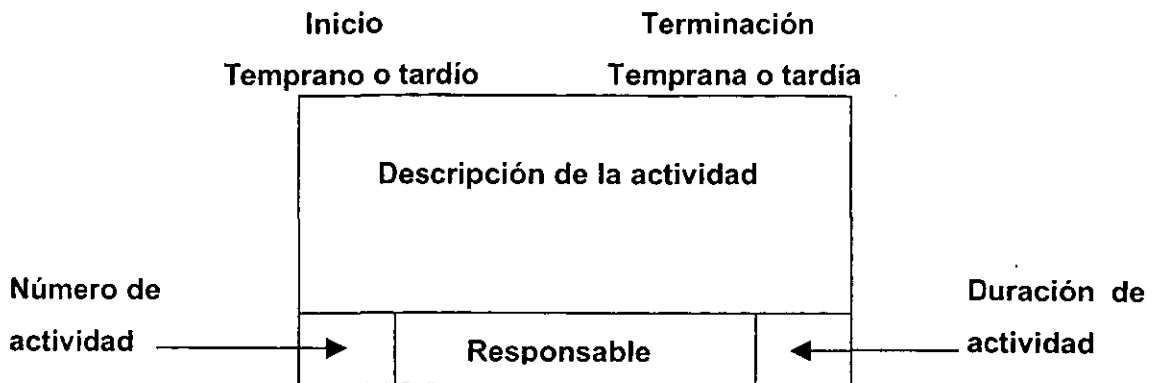 Inicio Terminación
Temprano o tardío Temprana o tardía
Descripción de la actividad
Número de
actividad
Responsable
Duración de
actividad